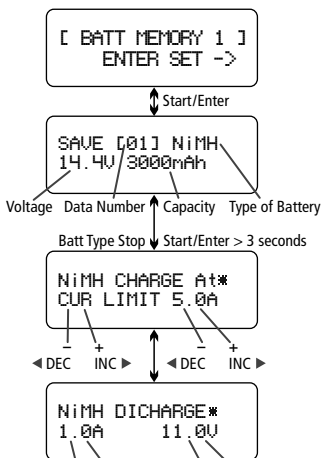 [ BATT MEMORY 1 ]
ENTER SET ->
Start/Enter
SAVE [01] NiMH
14.4V 3000mAh
Voltage Data Number Capacity Type of Battery
Batt Type Stop Start/Enter > 3 seconds
NiMH CHARGE At*
CUR LIMIT 5.0A
− + − +
◄DEC INC► ◄DEC INC►
NiMH DICHARGE*
1.0A 11.0V